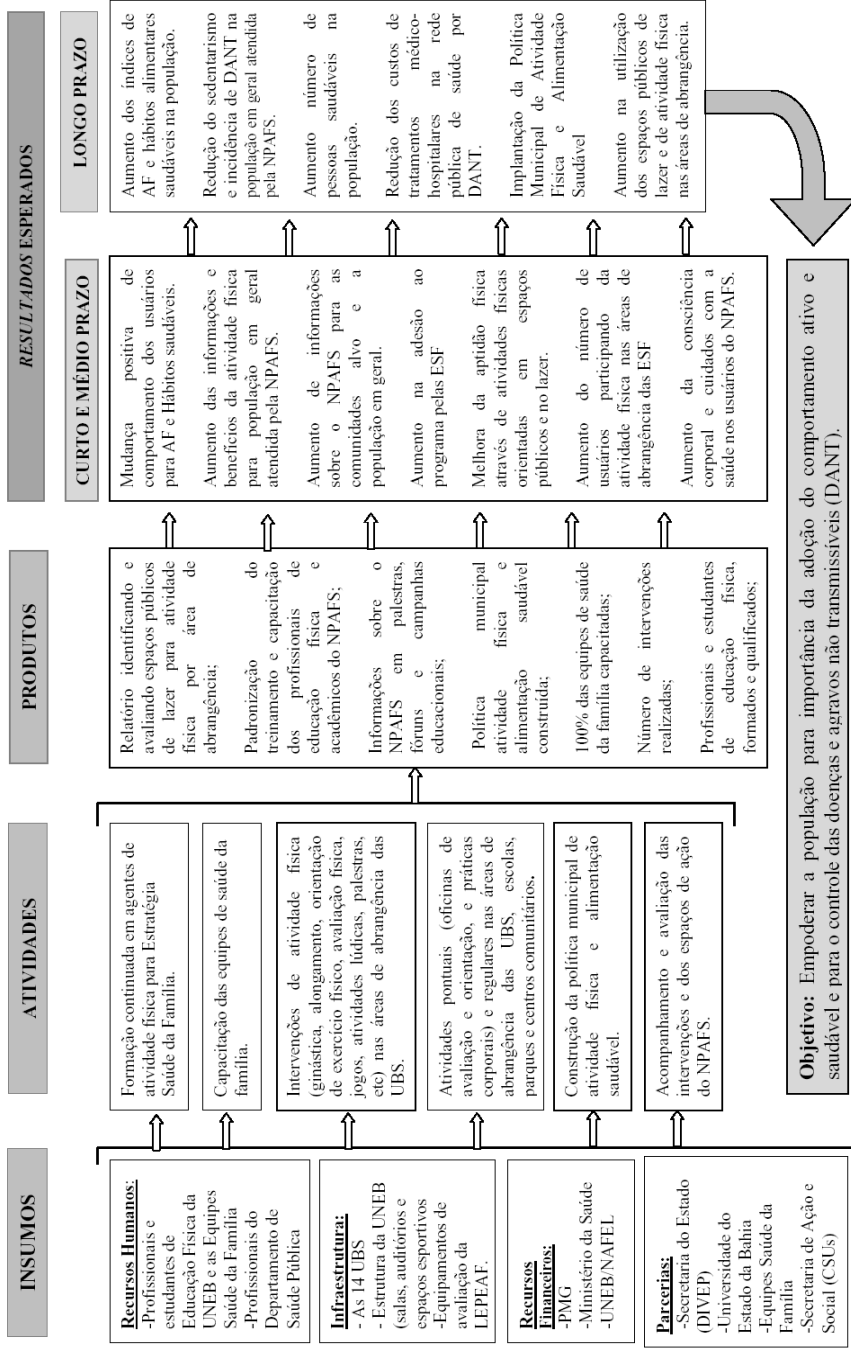 INSUMOS
Recursos Humanos:
-Profissionais e
estudantes de
Educação Física da
UNEB e as Equipes
Saúde da Família
-Profissionais do
Departamento de
Saúde Pública
Infraestrutura:
- As 14 UBS
- Estrutura da UNEB
(salas, auditórios e
espaços esportivos
-Equipamentos de
avaliação da
LEPEAF.
Recursos
Financeiros:
-PMG
-Ministério da Saúde
-UNEB/NAFEL
Parcerias:
-Secretaria do Estado
(DIVEP)
-Universidade do
Estado da Bahia
-Equipes Saúde da
Família
-Secretaria de Ação e
Social (CSUs)
ATIVIDADES
Formação continuada em agentes de
atividade física para Estratégia
Saúde da Família.
Capacitação das equipes de saúde da
família.
Intervenções de atividade física
(ginástica, alongamento, orientação
de exercício físico, avaliação física,
jogos, atividades lúdicas, palestras,
etc) nas áreas de abrangência das
UBS.
Atividades pontuais (oficinas de
avaliação e orientação, e práticas
corporais) e regulares nas áreas de
abrangência das UBS, escolas,
parques e centros comunitários.
Construção da política municipal de
atividade física e alimentação
saudável.
Acompanhamento e avaliação das
intervenções e dos espaços de ação
do NPAFS.
PRODUTOS
Relatório identificando e
avaliando espaços públicos
de lazer para atividade
física por área de
abrangência;
Padronização do
treinamento e capacitação
dos profissionais de
educação física e
acadêmicos do NPAFS;
Informações sobre o
NPAFS em palestras,
fóruns e campanhas
educacionais;
Política municipal
atividade física e
alimentação saudável
construída;
100% das equipes de saúde
da família capacitadas;
Número de intervenções
realizadas;
Profissionais e estudantes
de educação física,
formados e qualificados;
RESULTADOS ESPERADOS
CURTO E MÉDIO PRAZO
Mudança positiva de
comportamento dos usuários
para AF e Hábitos saudáveis.
Aumento das informações e
benefícios da atividade física
para população em geral
atendida pela NPAFS.
Aumento de informações
sobre o NPAFS para as
comunidades alvo e a
população em geral.
Aumento na adesão ao
programa pelas ESF
Melhora da aptidão física
através de atividades físicas
orientadas em espaços
públicos e no lazer.
Aumento do número de
usuários participando da
atividade física nas áreas de
abrangência das ESF
Aumento da consciência
corporal e cuidados com a
saúde nos usuários do NPAFS.
LONGO PRAZO
Aumento dos índices de
AF e hábitos alimentares
saudáveis na população.
Redução do sedentarismo
e incidência de DANT na
população em geral atendida
pela NPAFS.
Aumento número de
pessoas saudáveis na
população.
Redução dos custos de
tratamentos médico-
hospitalares na rede
pública de saúde por
DANT.
Implantação da Política
Municipal de Atividade
Física e Alimentação
Saudável
Aumento na utilização
dos espaços públicos de
lazer e de atividade física
nas áreas de abrangência.
Objetivo: Empoderar a população para importância da adoção do comportamento ativo e
saudável e para o controle das doenças e agravos não transmissíveis (DANT).